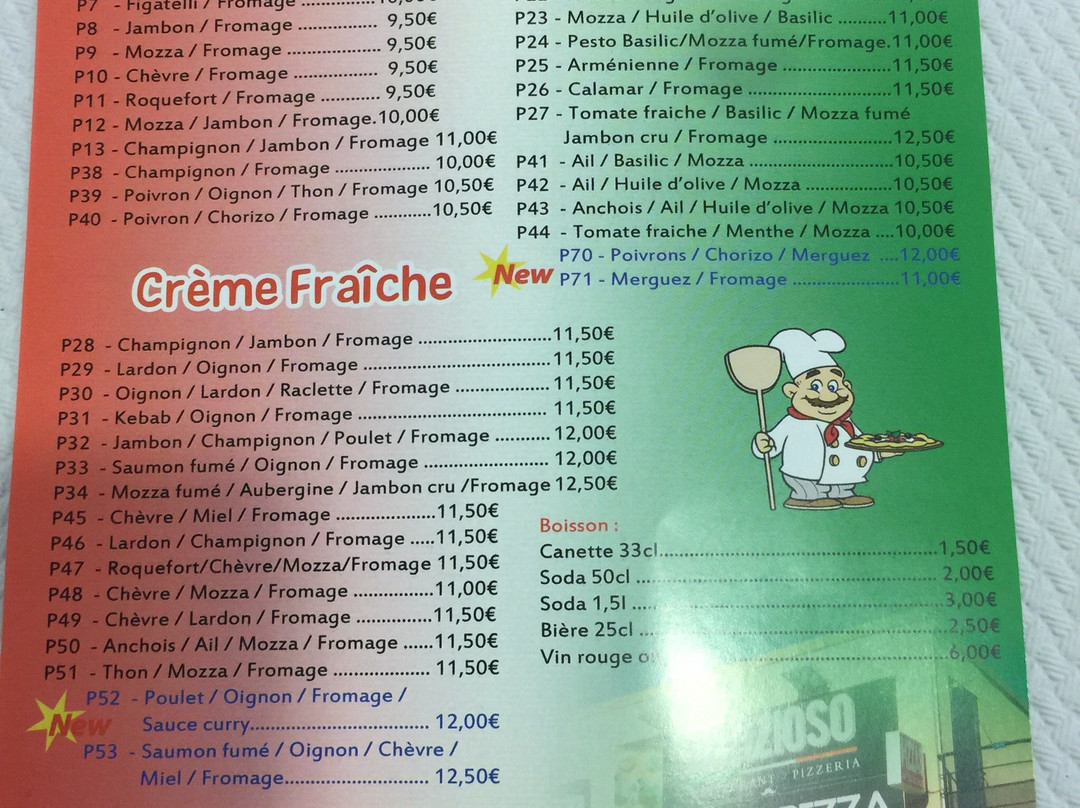 P7 - Figatelli / Fromage
P8 - Jambon / Fromage ................ 9,50€
P9 - Mozza / Fromage ................... 9,50€
P10 - Chèvre / Fromage ................. 9,50€
P11 - Roquefort / Fromage ............ 9,50€
P12 - Mozza / Jambon / Fromage.10,00€
P13 - Champignon / Jambon / Fromage 11,00€
P38 - Champignon / Fromage ................... 10,00€
P39 - Poivron / Oignon / Thon / Fromage 10,50€
P40 - Poivron / Chorizo / Fromage ...........10,50€
P23 - Mozza / Huile d'olive / Basilic ..........11,00€
P24 - Pesto Basilic/Mozza fumé/Fromage.11,00€
P25 - Arménienne / Fromage ......................11,50€
P26 - Calamar / Fromage .............................11,50€
P27 - Tomate fraiche / Basilic / Mozza fumé
Jambon cru / Fromage ........................12,50€
P41 - Ail / Basilic / Mozza .............................10,50€
P42 - Ail / Huile d'olive / Mozza .................10,50€
P43 - Anchois / Ail / Huile d'olive / Mozza 10,50€
P44 - Tomate fraiche / Menthe / Mozza ....10,00€
New
P70 - Poivrons / Chorizo / Merguez ....12,00€
P71 - Merguez / Fromage ......................11,00€
Crème Fraîche
P28 - Champignon / Jambon / Fromage ...........................11,50€
P29 - Lardon / Oignon / Fromage ......................................11,50€
P30 - Oignon / Lardon / Raclette / Fromage ................... 11,50€
P31 - Kebab / Oignon / Fromage ...................................... 11,50€
P32 - Jambon / Champignon / Poulet / Fromage ........... 12,00€
P33 - Saumon fumé / Oignon / Fromage ......................... 12,00€
P34 - Mozza fumé / Aubergine / Jambon cru /Fromage 12,50€
P45 - Chèvre / Miel / Fromage ....................11,50€
P46 - Lardon / Champignon / Fromage .....11,50€
P47 - Roquefort/Chèvre/Mozza/Fromage 11,50€
P48 - Chèvre / Mozza / Fromage ................11,00€
P49 - Chèvre / Lardon / Fromage ...............11,50€
P50 - Anchois / Ail / Mozza / Fromage ......11,50€
P51 - Thon / Mozza / Fromage .....................11,50€
New
P52 - Poulet / Oignon / Fromage /
Sauce curry.................................... 12,00€
P53 - Saumon fumé / Oignon / Chèvre /
Miel / Fromage............................. 12,50€
Boisson :
Canette 33cl........................................................1,50€
Soda 50cl ............................................................. 2,00€
Soda 1,5l ..............................................................3,00€
Bière 25cl ..............................................................2,50€
Vin rouge ..............................................................6,00€
PIZZERIA